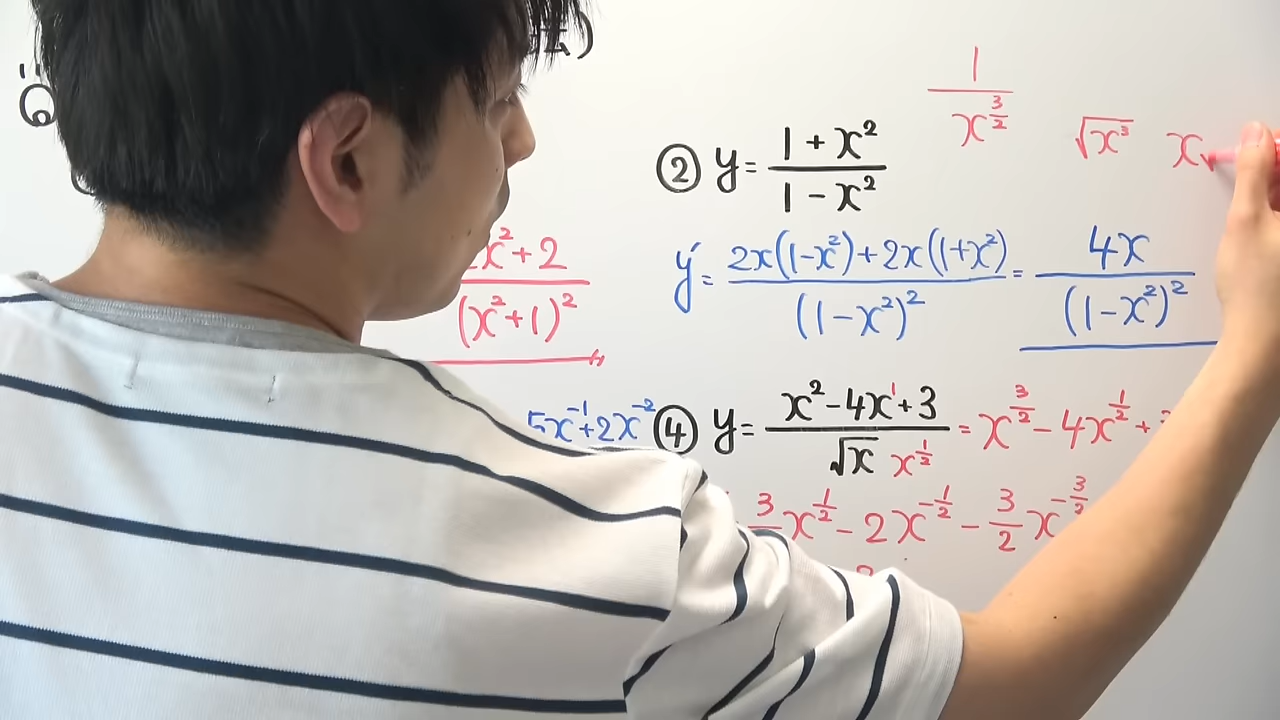 Q
1/x^(3/2) √x³ x
② y = (1+x²)/(1-x²)
x²+2/(x²+1)²
y' = (2x(1-x²)+2x(1+x²))/(1-x²)² = 4x/(1-x²)²
5x⁻¹+2x⁻²
④ y = (x²-4x¹+3)/√x x^(1/2) = x^(3/2) - 4x^(1/2) +
3/2 x^(1/2) - 2x^(-1/2) - 3/2 x^(-3/2)